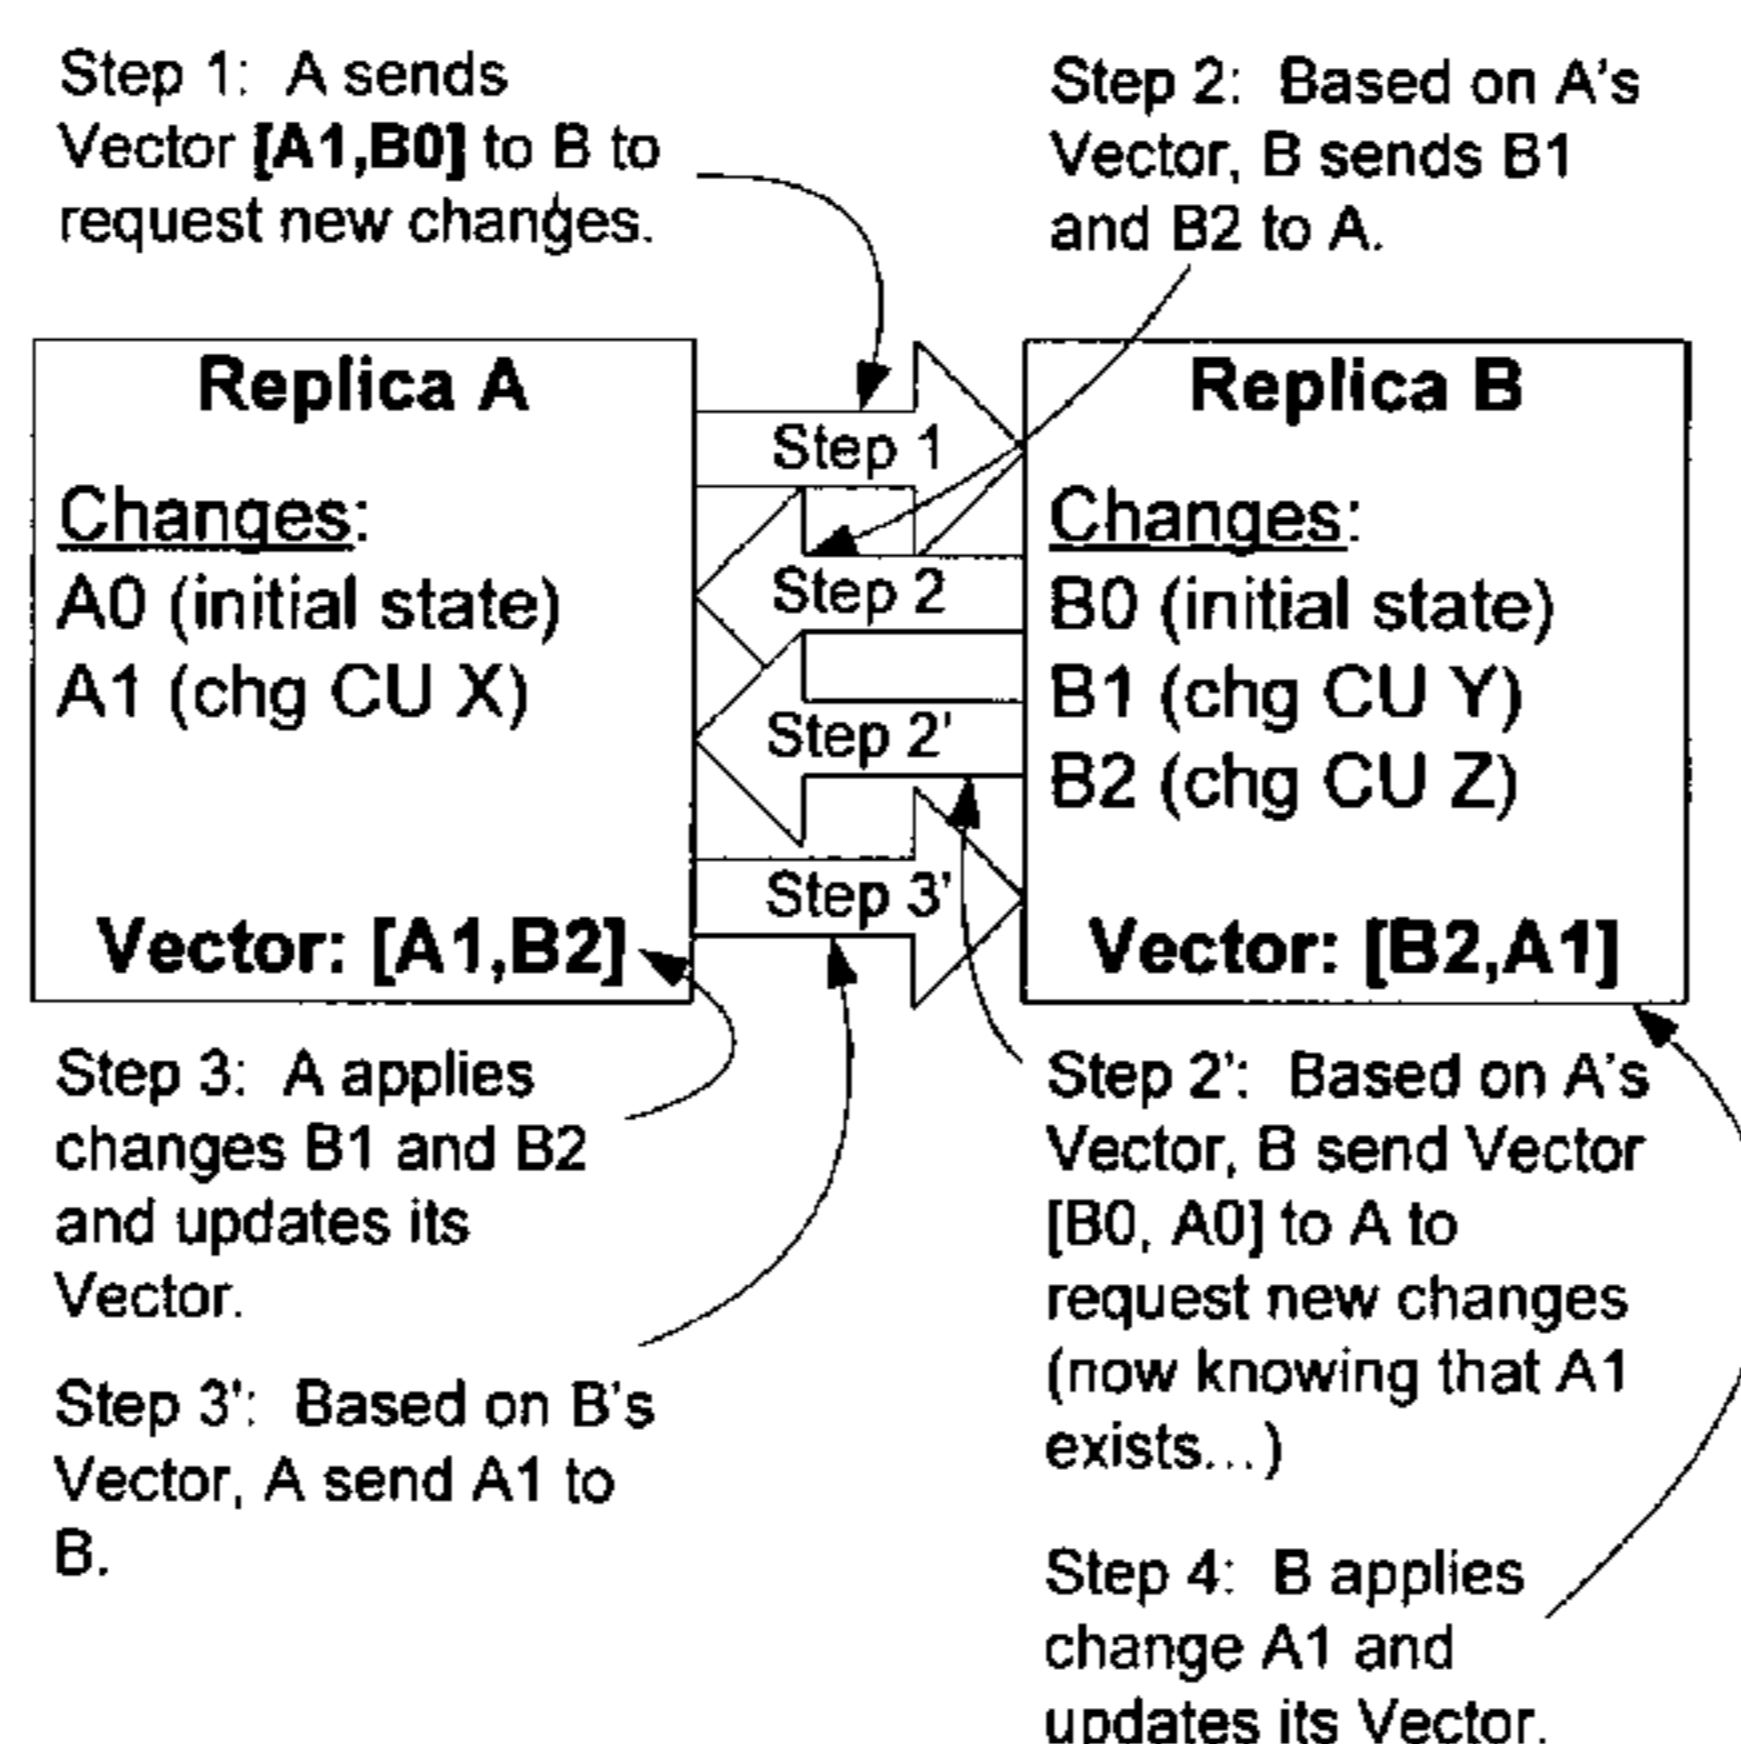 Step 1: A sends
Vector [A1,B0] to B to
request new changes.
Step 2: Based on A's
Vector, B sends B1
and B2 to A.
Replica A
Changes:
A0 (initial state)
A1 (chg CU X)
Vector: [A1,B2]
Step 1
Step 2
Step 2'
Step 3'
Replica B
Changes:
B0 (initial state)
B1 (chg CU Y)
B2 (chg CU Z)
Vector: [B2,A1]
Step 3: A applies
changes B1 and B2
and updates its
Vector.
Step 3': Based on B's
Vector, A send A1 to
B.
Step 2': Based on A's
Vector, B send Vector
[B0, A0] to A to
request new changes
(now knowing that A1
exists...)
Step 4: B applies
change A1 and
updates its Vector.